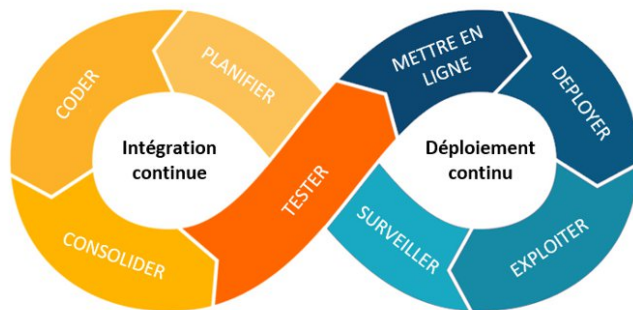 PLANIFIER
CODER
CONSOLIDER
TESTER
METTRE EN
LIGNE
DEPLOYER
EXPLOITER
SURVEILLER
Intégration
continue
Déploiement
continu